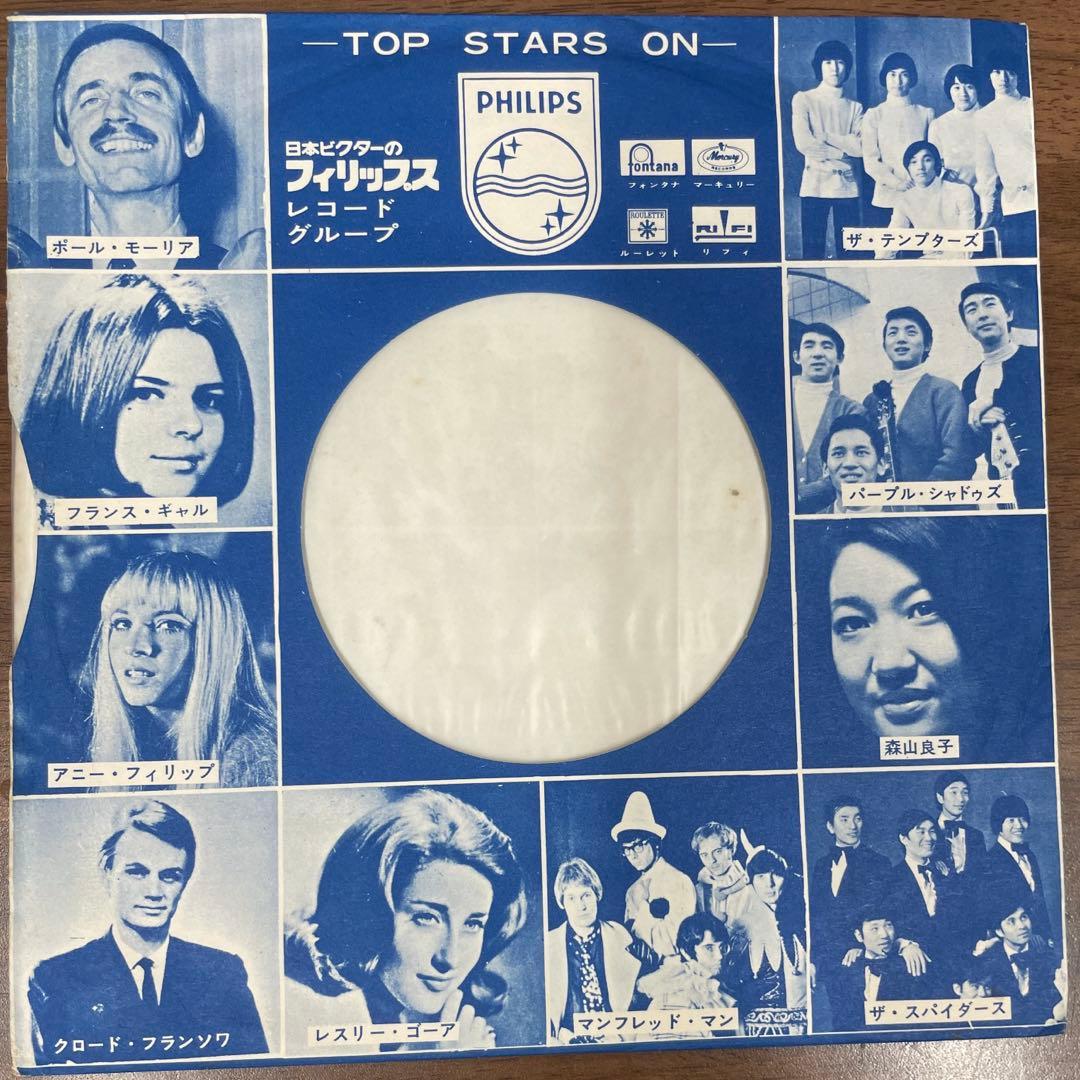 —TOP STARS ON—
PHILIPS
日本ビクターの
フィリップス
レコード
グループ
fontana
フォンタナ
Mercury
RECORDS
マーキュリー
ROULETTE
ルーレット
RIFI
リフィ
ポール・モーリア
ザ・テンプターズ
フランス・ギャル
パープル・シャドゥズ
アニー・フィリップ
森山良子
クロード・フランソワ
レスリー・ゴーア
マンフレッド・マン
ザ・スパイダース